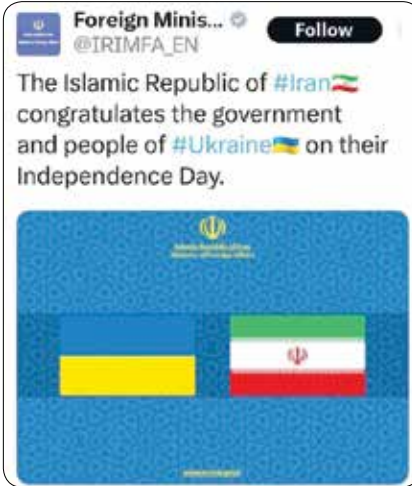 Foreign Minis...
@IRIMFA_EN
Follow
The Islamic Republic of #Iran🇮🇷
congratulates the government
and people of #Ukraine🇺🇦 on their
Independence Day.